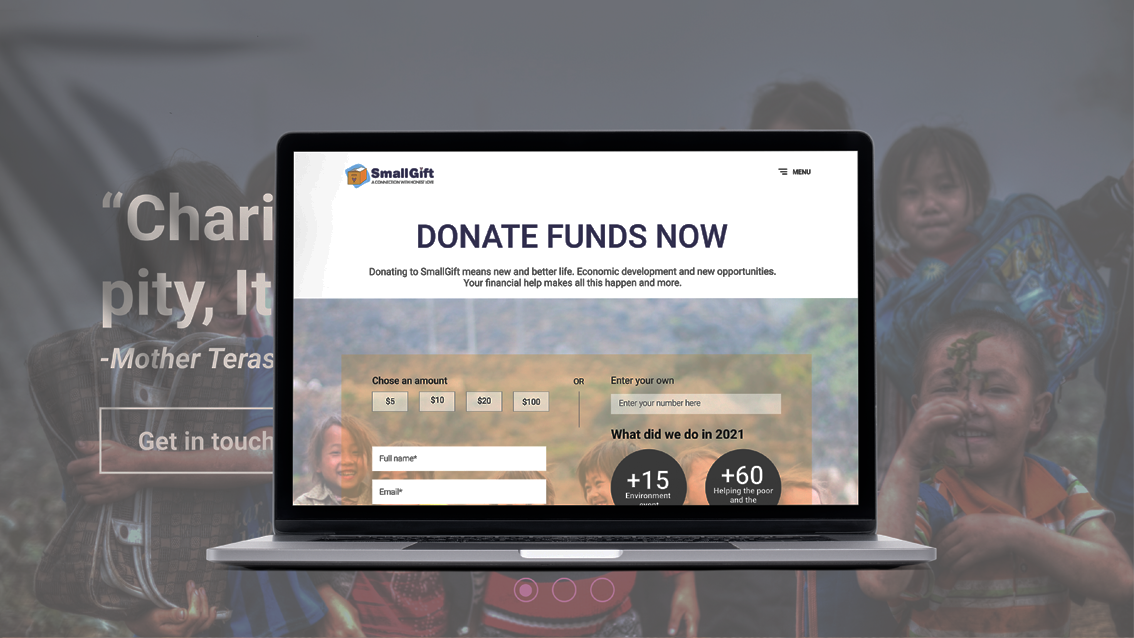 “Chari
pity, It
-Mother Teras
Get in touch
SmallGift
A CONNECTION WITH HONEST LOVE
MENU
DONATE FUNDS NOW
Donating to SmallGift means new and better life. Economic development and new opportunities.
Your financial help makes all this happen and more.
Chose an amount
$5
$10
$20
$100
OR
Enter your own
Enter your number here
Full name*
Email*
What did we do in 2021
+15
Environment
event
+60
Helping the poor
and the